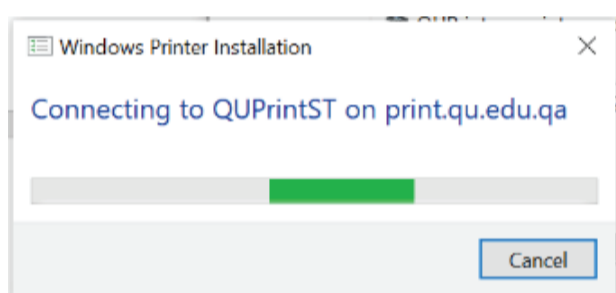 Windows Printer Installation
Connecting to QUPrintST on print.qu.edu.qa
Cancel